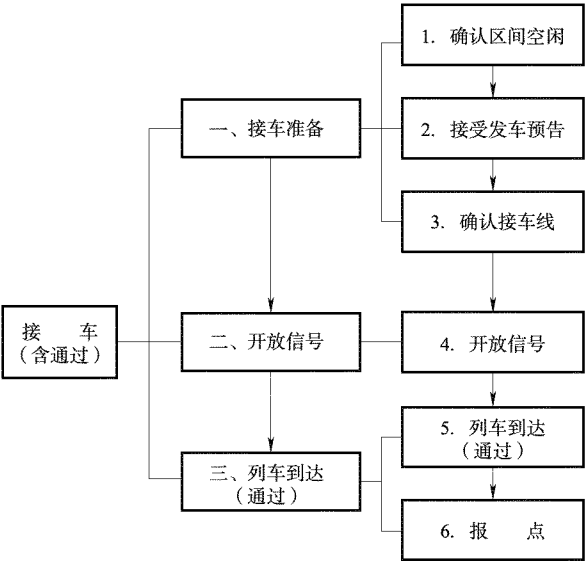 1. 确认区间空闲
一、接车准备
2. 接受发车预告
3. 确认接车线
接 车
（含通过）
二、开放信号
4. 开放信号
三、列车到达
（通过）
5. 列车到达
（通过）
6. 报 点